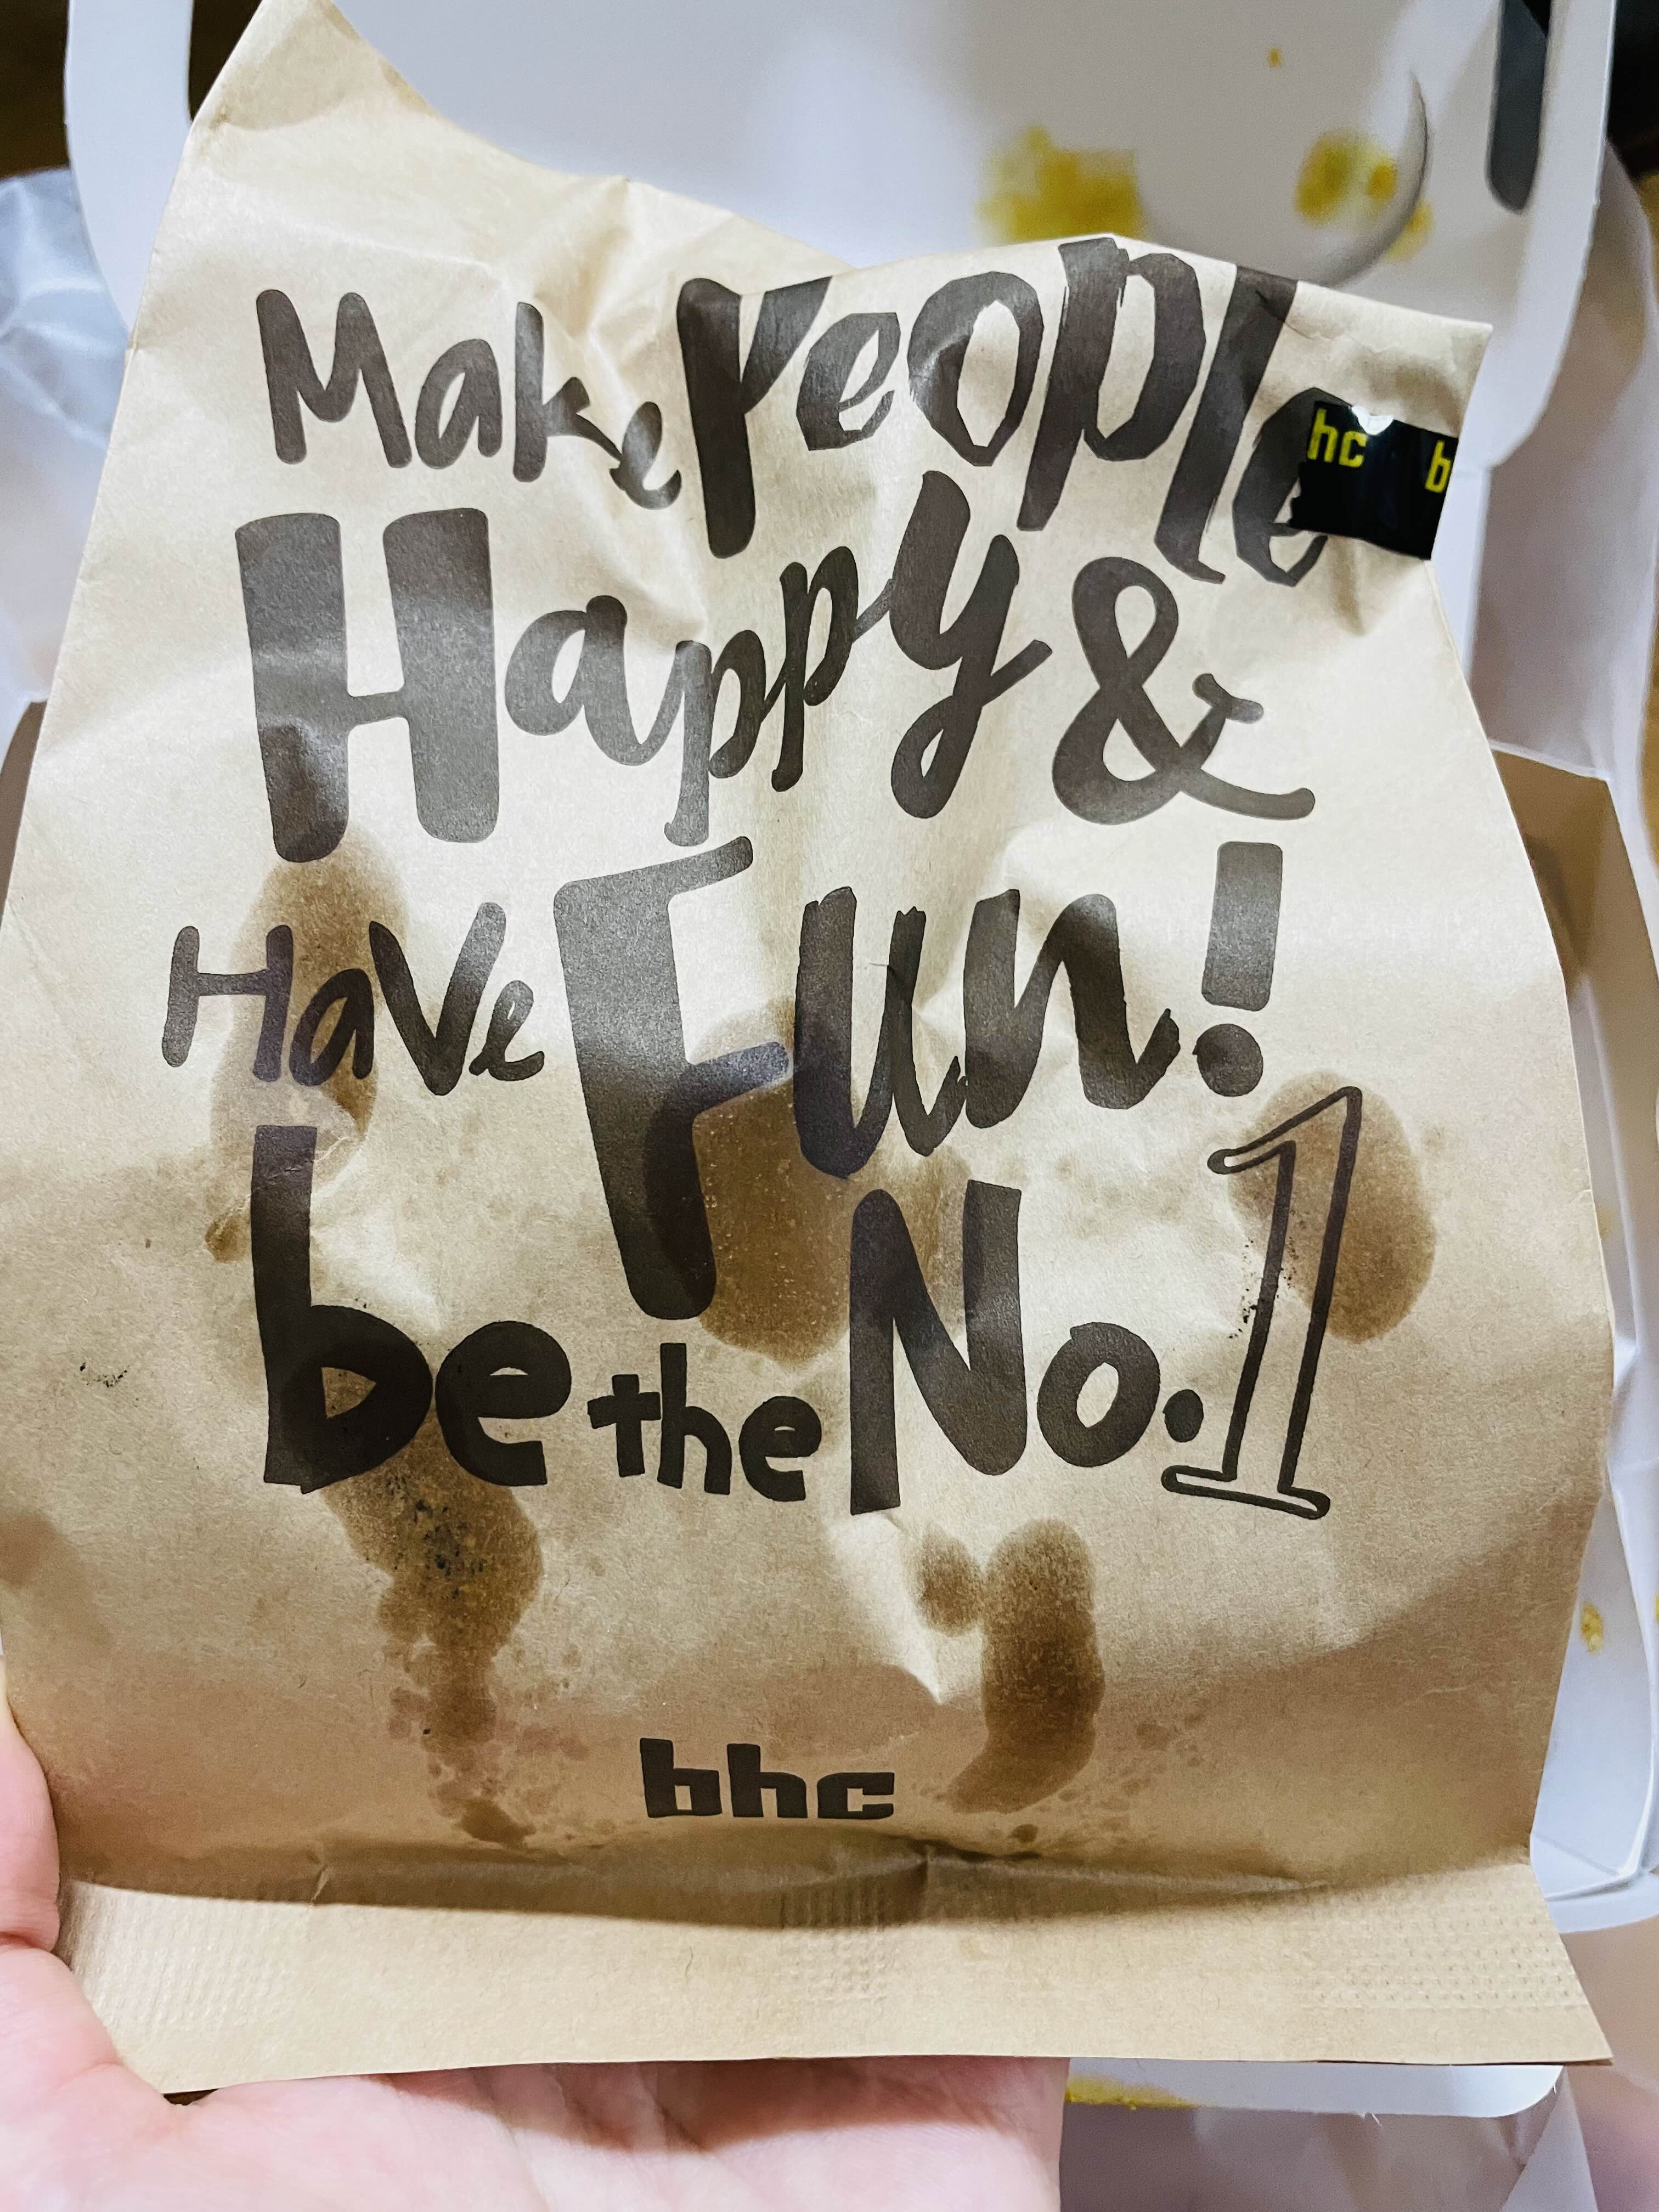 Make People
hc b
Happy &
Have Fun!
be the No.1
bhc